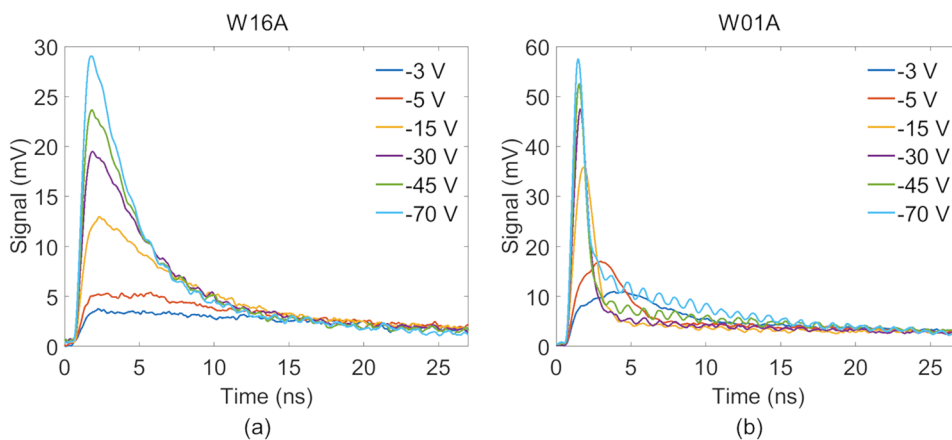 W16A
30
25
20
15
10
5
0
Signal (mV)
-3 V
-5 V
-15 V
-30 V
-45 V
-70 V
0 5 10 15 20 25
Time (ns)
(a)
W01A
60
50
40
30
20
10
0
Signal (mV)
-3 V
-5 V
-15 V
-30 V
-45 V
-70 V
0 5 10 15 20 25
Time (ns)
(b)